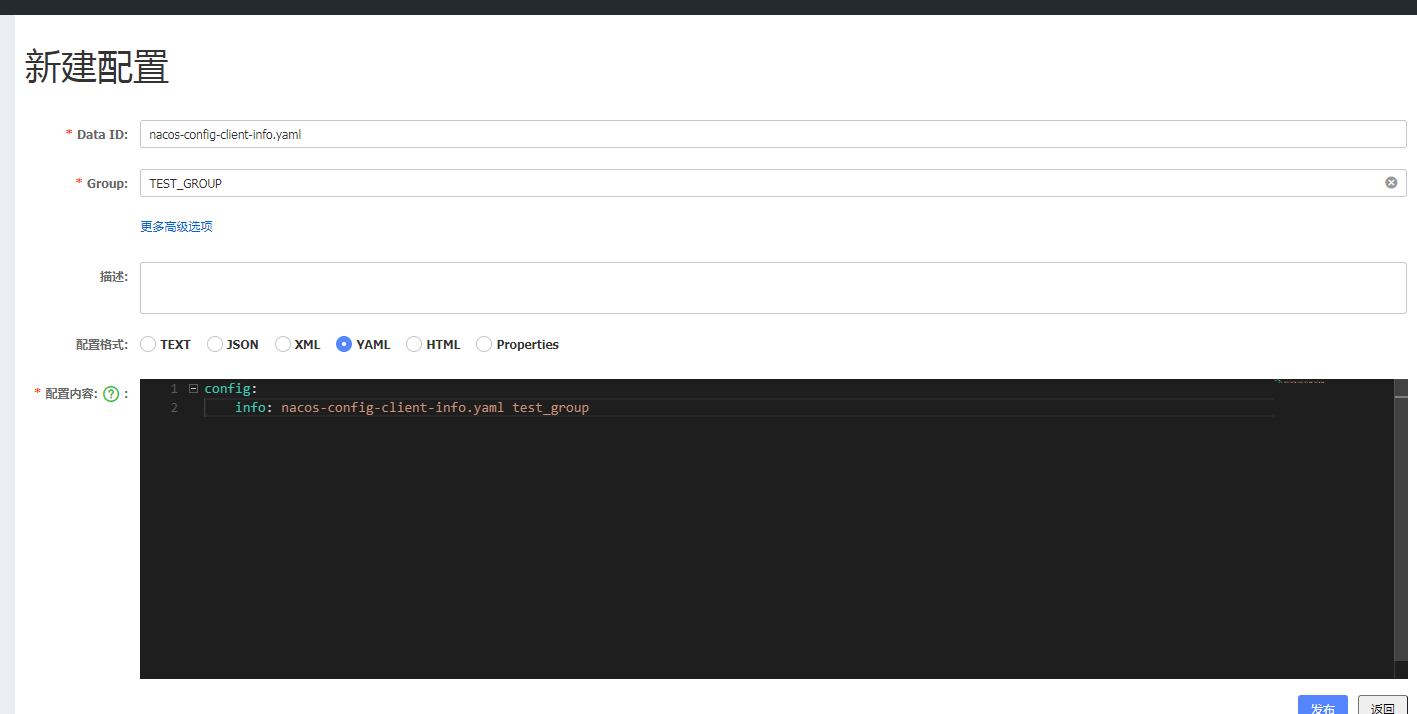 新建配置
* Data ID: nacos-config-client-info.yaml
* Group: TEST_GROUP
更多高级选项
描述:
配置格式: TEXT JSON XML YAML HTML Properties
* 配置内容: ? :
1 config:
2 info: nacos-config-client-info.yaml test_group
发布 返回